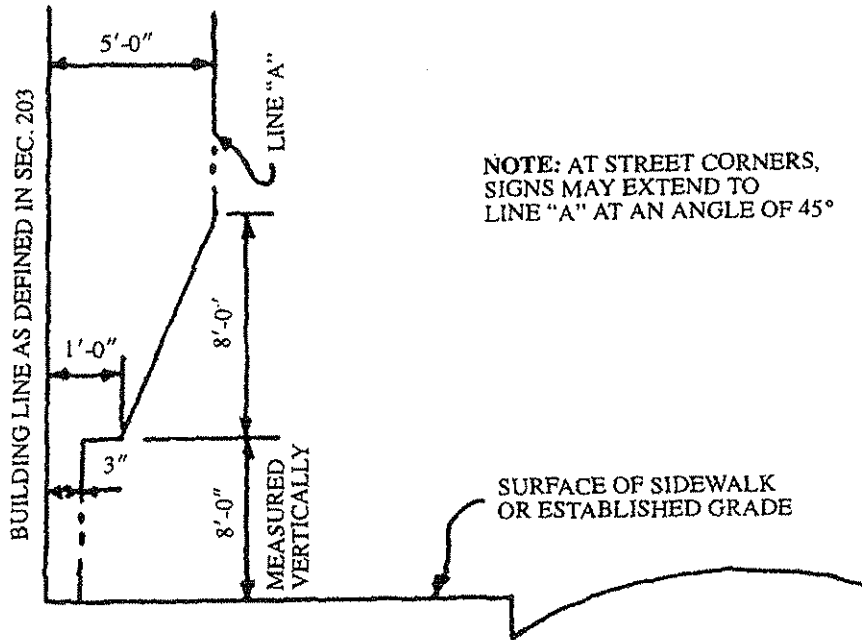 5'-0"
LINE "A"
BUILDING LINE AS DEFINED IN SEC. 203
NOTE: AT STREET CORNERS,
SIGNS MAY EXTEND TO
LINE "A" AT AN ANGLE OF 45°
8'-0"
1'-0"
3"
8'-0"
MEASURED
VERTICALLY
SURFACE OF SIDEWALK
OR ESTABLISHED GRADE